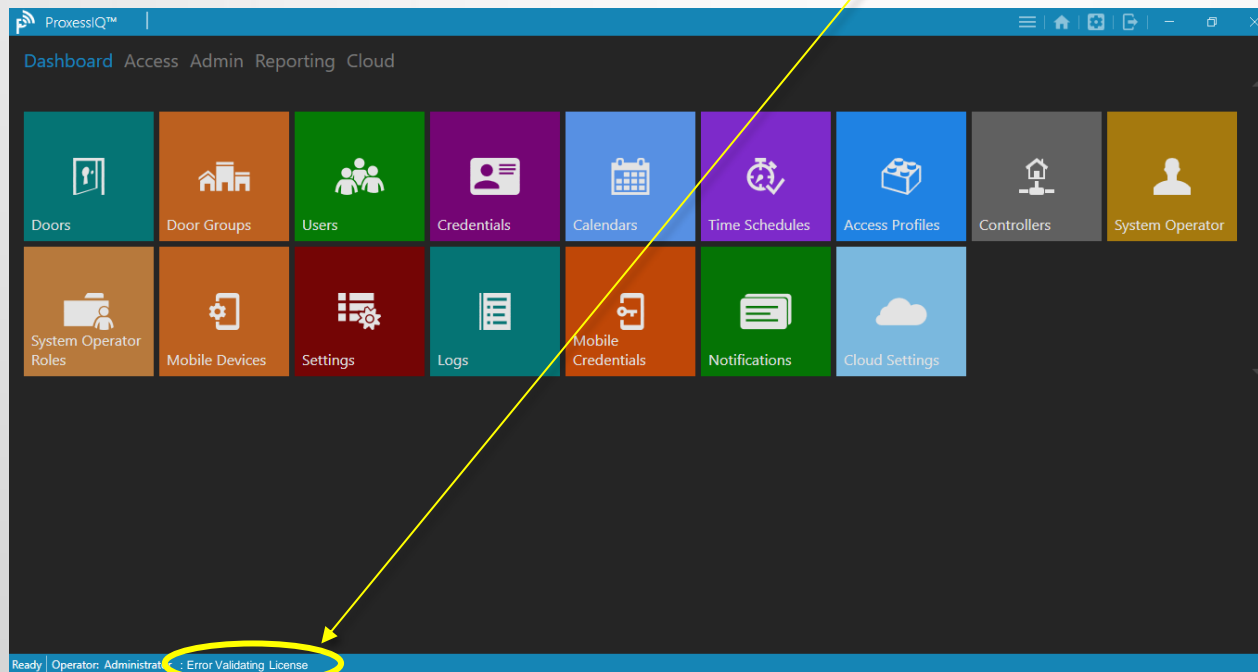 ProxessIQ™
Dashboard Access Admin Reporting Cloud
Doors
Door Groups
Users
Credentials
Calendars
Time Schedules
Access Profiles
Controllers
System Operator
System Operator
Roles
Mobile Devices
Settings
Logs
Mobile
Credentials
Notifications
Cloud Settings
Ready Operator: Administrator : Error Validating License